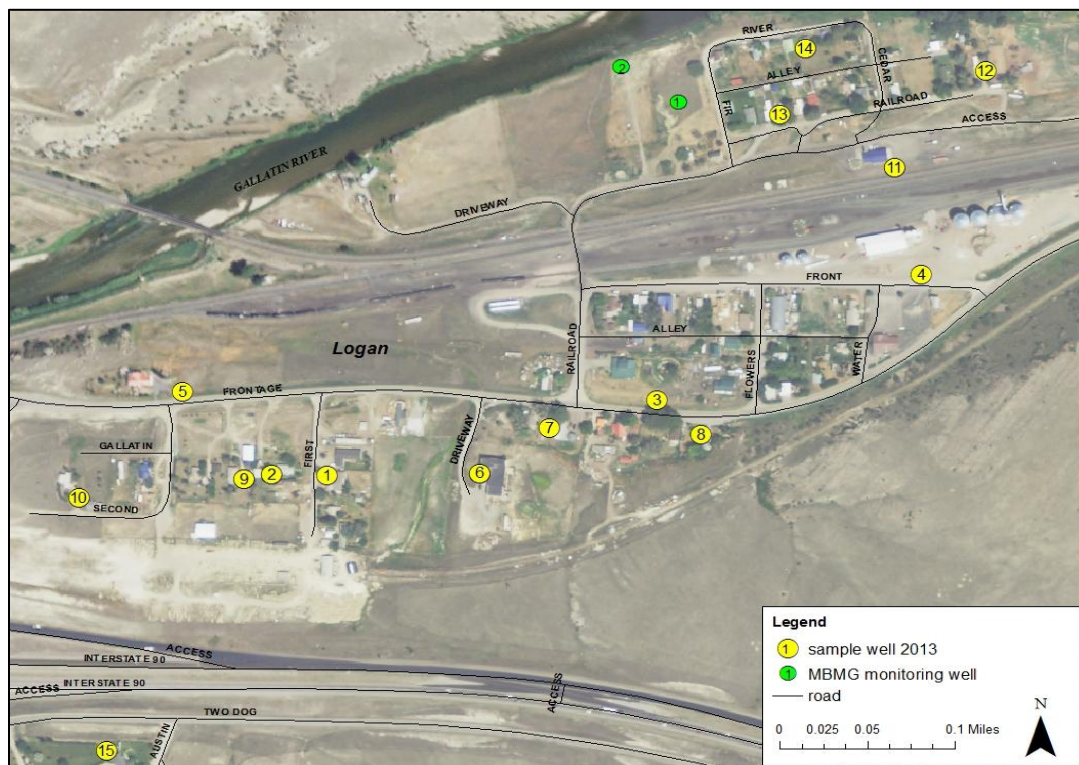 RIVER
14
2
ALLEY
CEDAR
12
1
FIR
13
RAILROAD
ACCESS
GALLATIN RIVER
11
DRIVEWAY
FRONT
4
Logan
RAILROAD
ALLEY
FLOWERS
WATER
5
FRONTAGE
3
7
8
GALLATIN
FIRST
DRIVEWAY
9
2
1
6
10
SECOND
ACCESS
INTERSTATE 90
ACCESS
INTERSTATE 90
ACCESS
TWO DOG
AUSTIN
15
Legend
1 sample well 2013
1 MBMG monitoring well
road
N
0 0.025 0.05 0.1 Miles